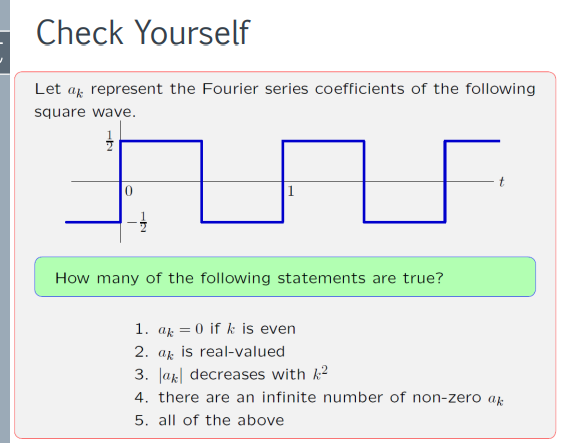 Check Yourself
Let a_k represent the Fourier series coefficients of the following
square wave.
1/2
t
0
1
−1/2
How many of the following statements are true?
1. a_k = 0 if k is even
2. a_k is real-valued
3. |a_k| decreases with k²
4. there are an infinite number of non-zero a_k
5. all of the above